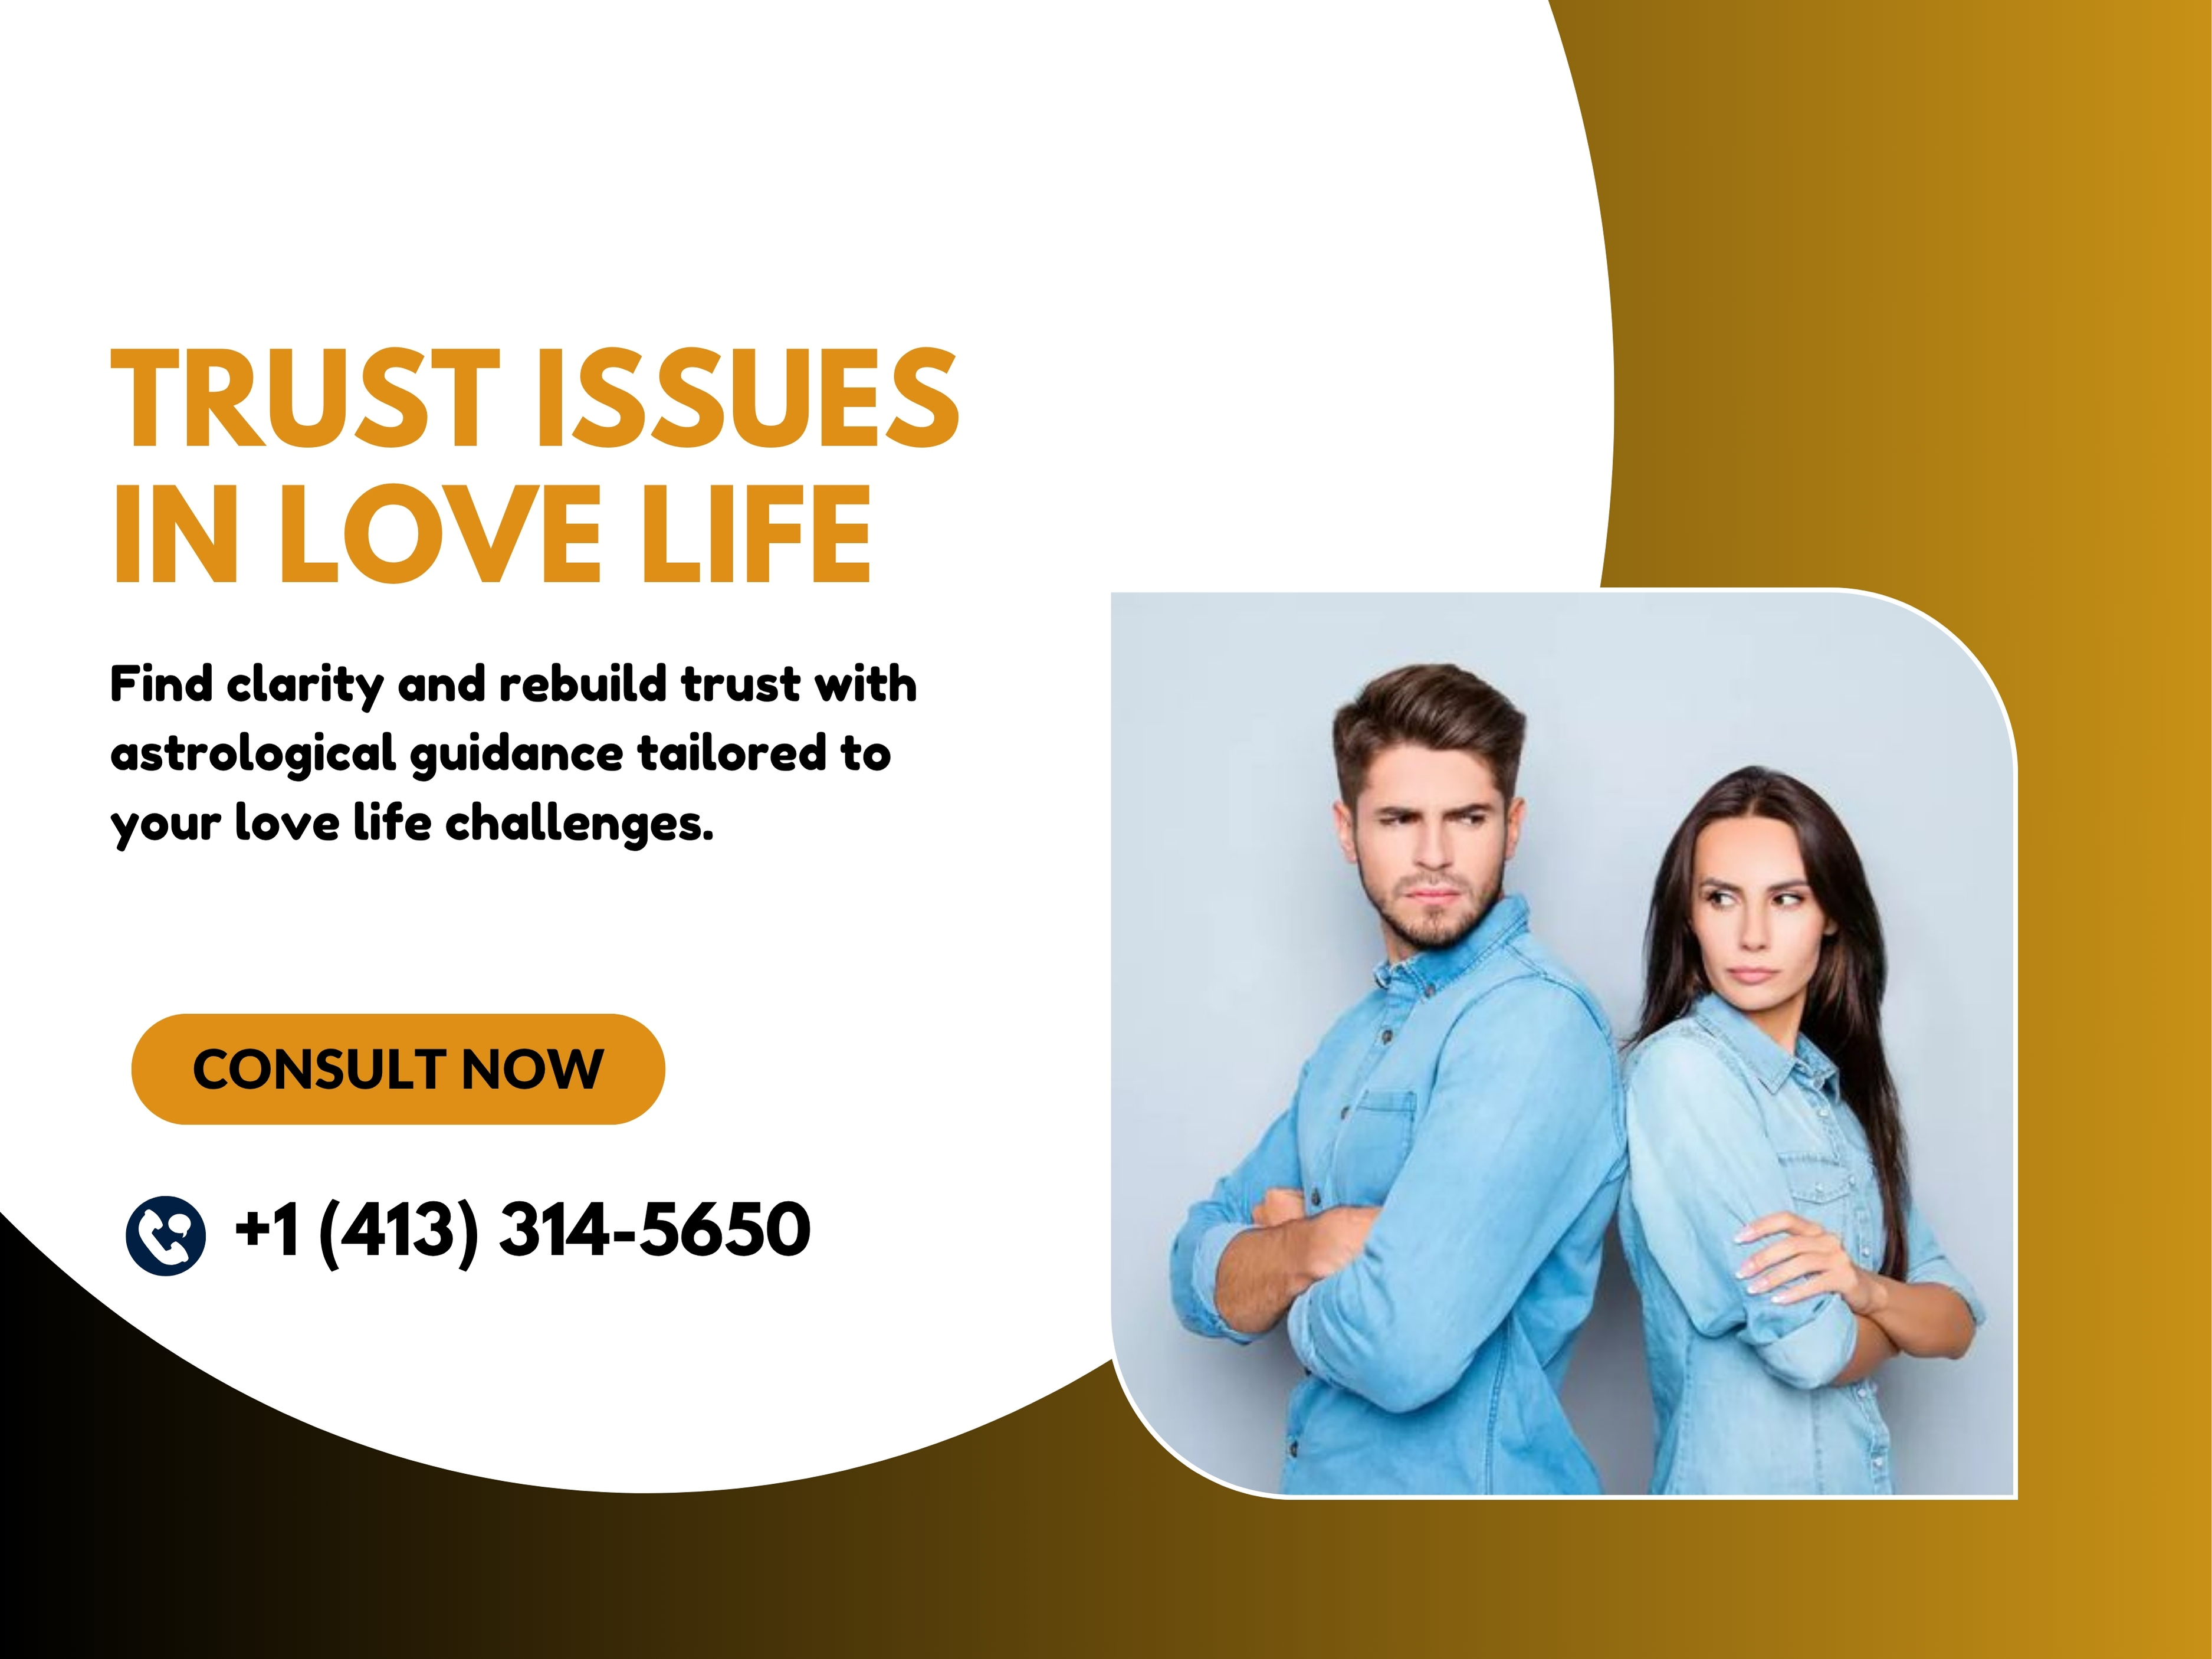 TRUST ISSUES
IN LOVE LIFE
Find clarity and rebuild trust with
astrological guidance tailored to
your love life challenges.
CONSULT NOW
+1 (413) 314-5650